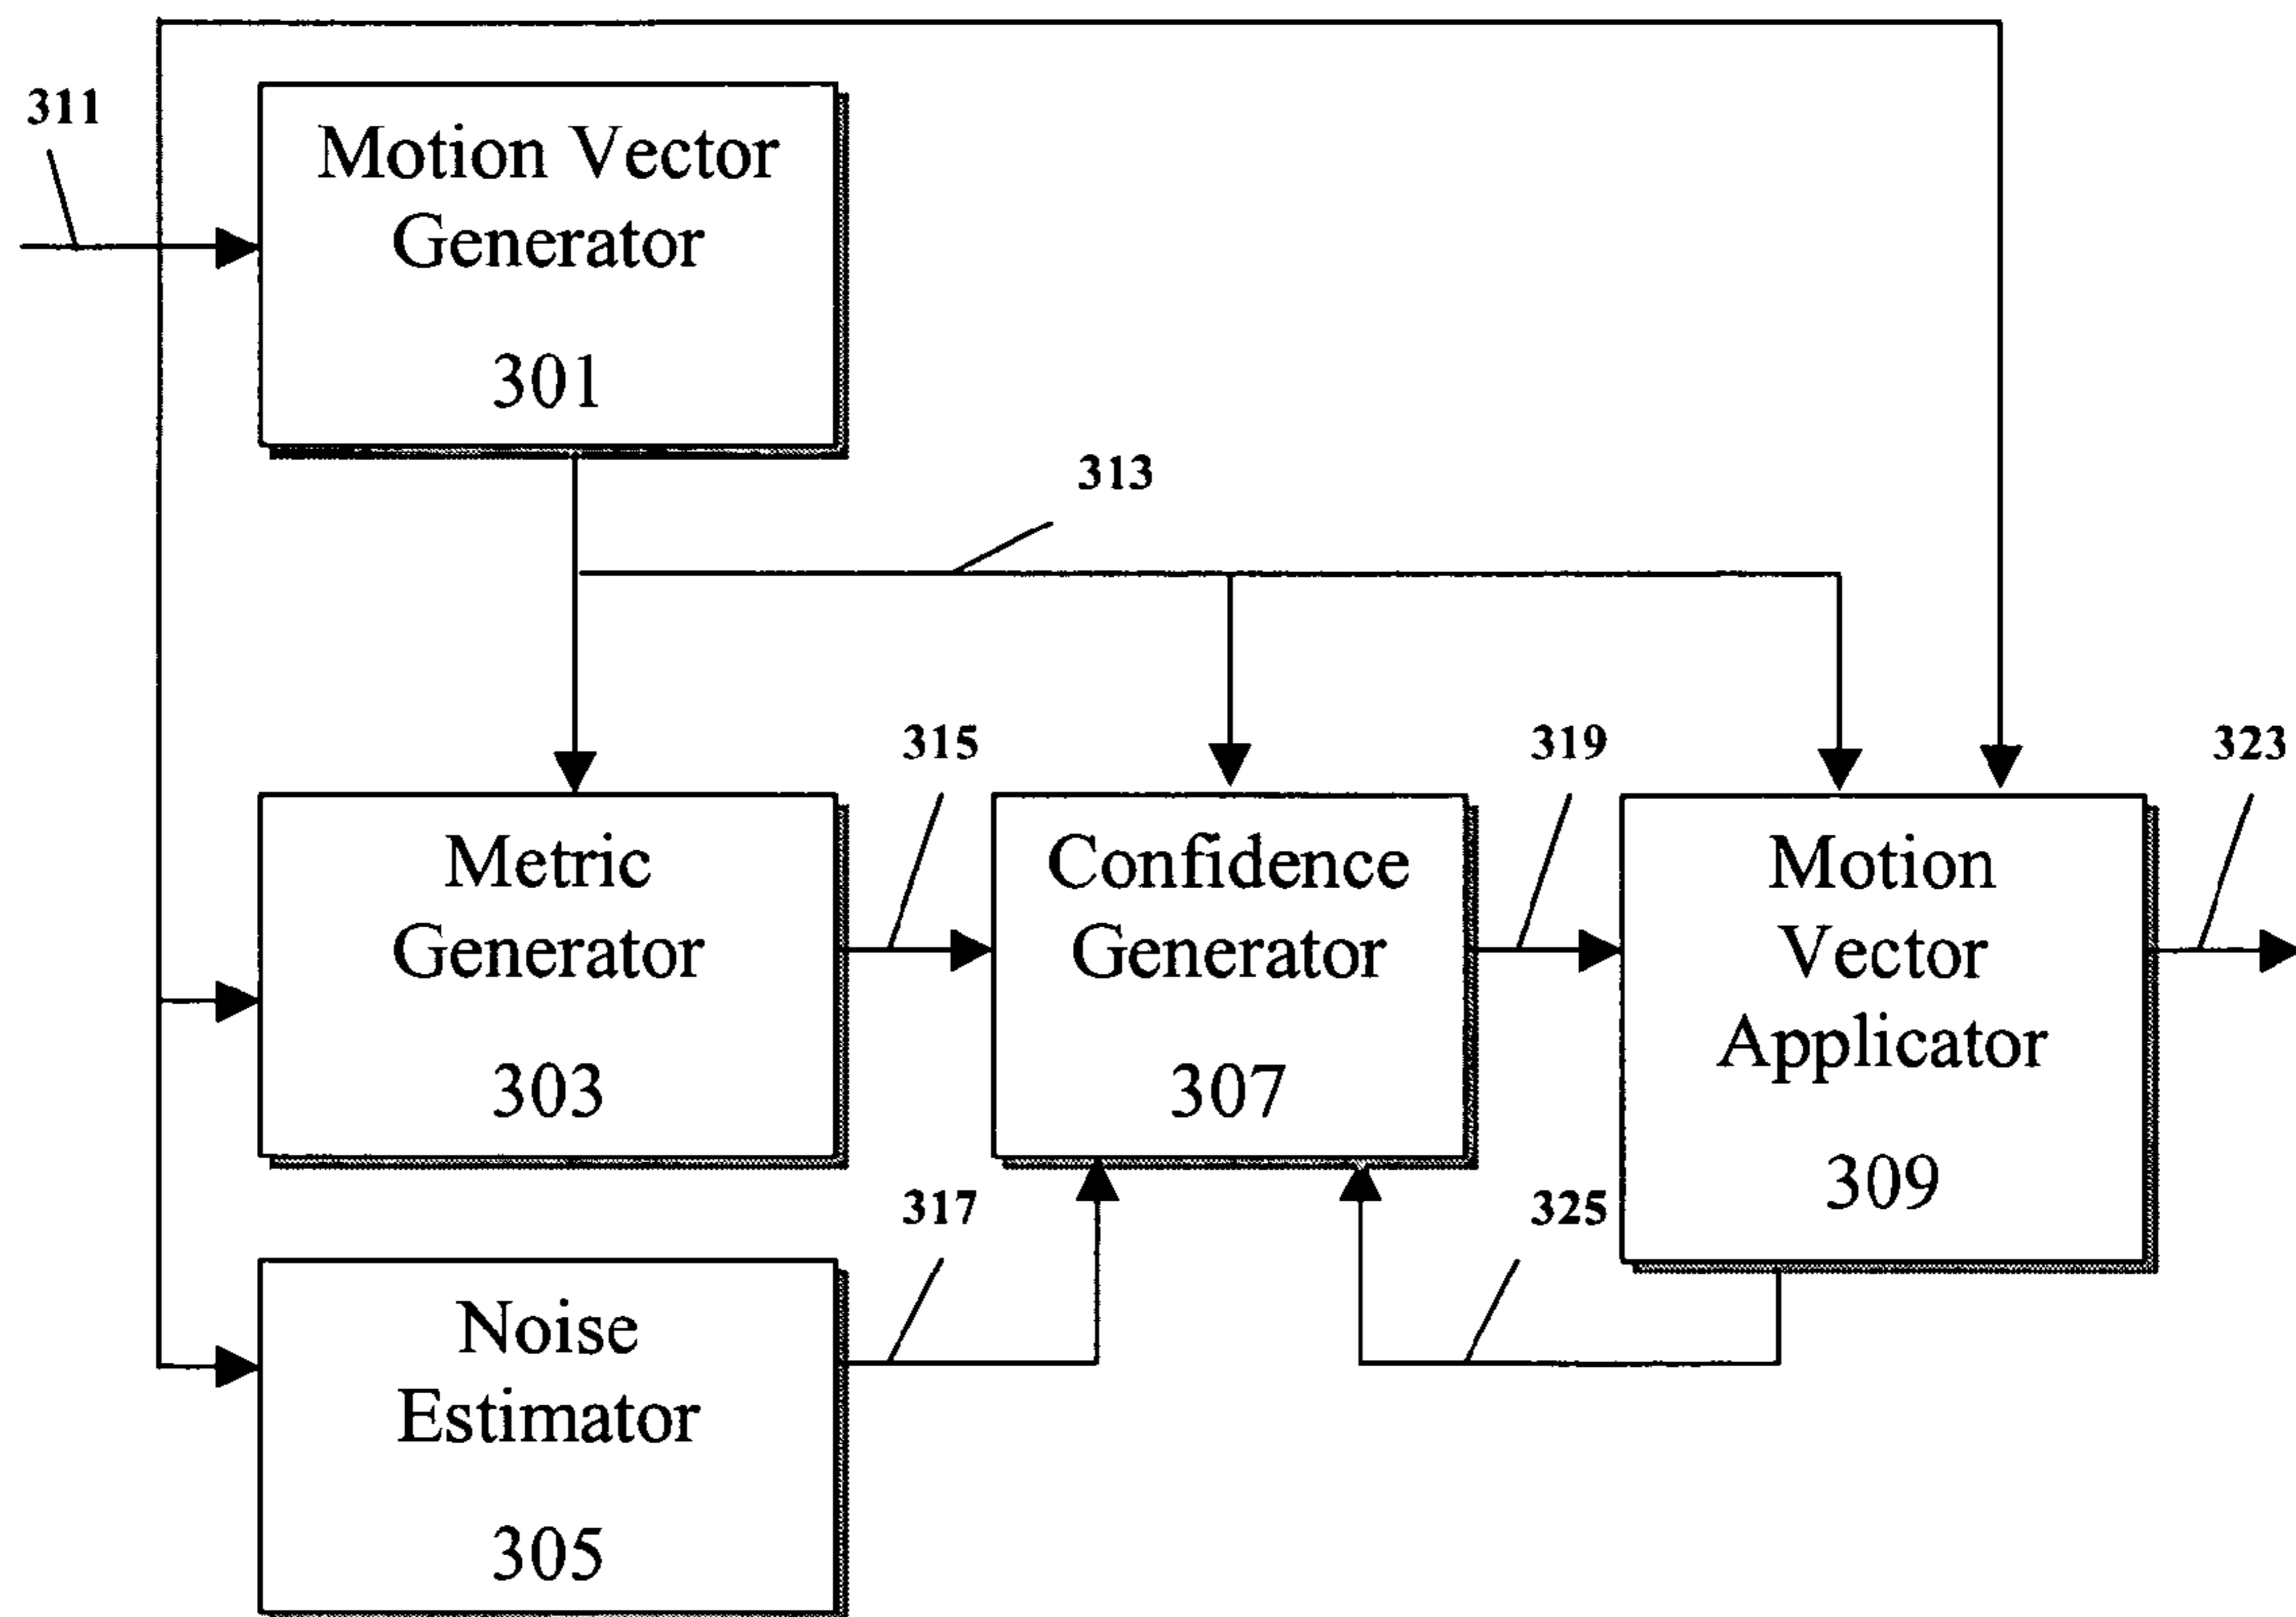 311
Motion Vector
Generator
301
313
315
319
323
Metric
Generator
303
Confidence
Generator
307
Motion
Vector
Applicator
309
317
325
Noise
Estimator
305